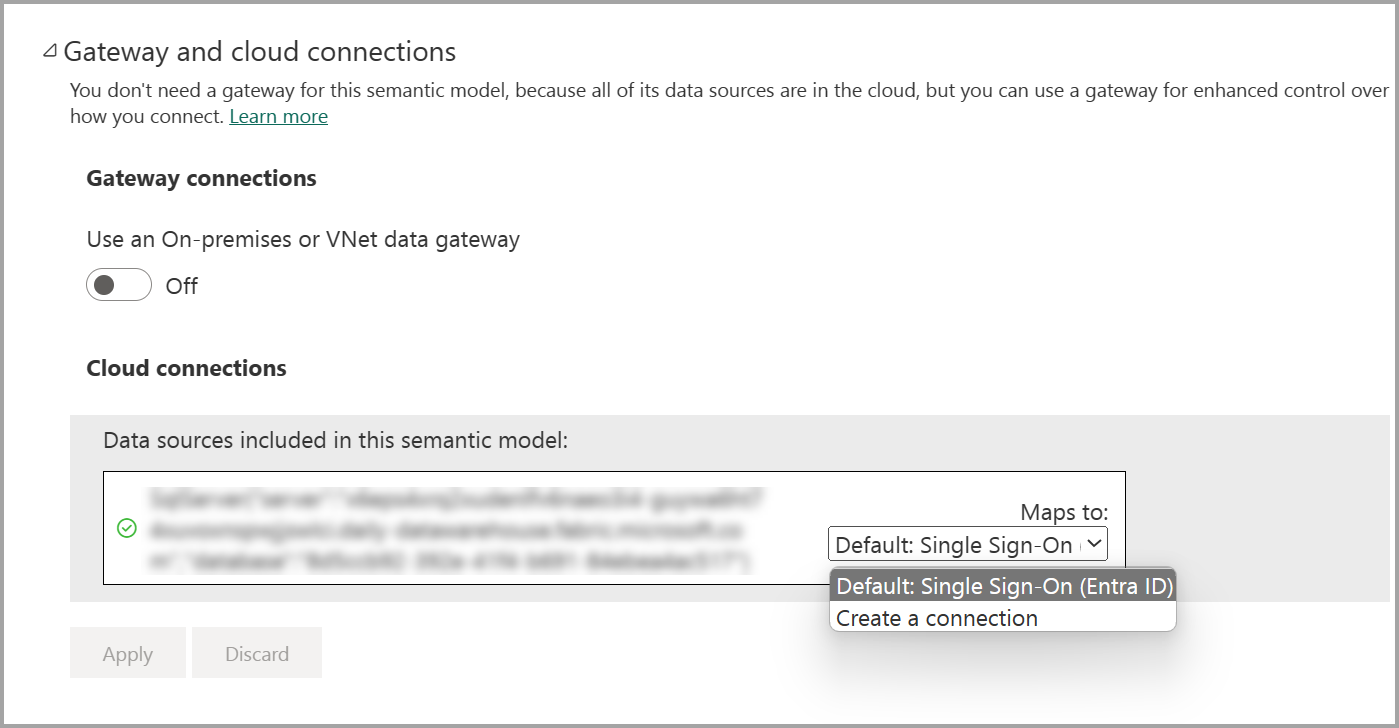 Gateway and cloud connections
You don't need a gateway for this semantic model, because all of its data sources are in the cloud, but you can use a gateway for enhanced control over
how you connect. Learn more
Gateway connections
Use an On-premises or VNet data gateway
Off
Cloud connections
Data sources included in this semantic model:
Maps to:
Default: Single Sign-On (
Default: Single Sign-On (Entra ID)
Create a connection
Apply
Discard